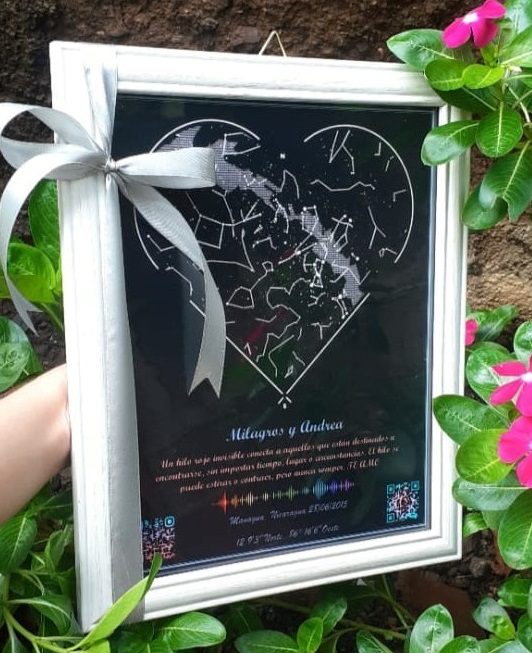 N
Milagros y Andrea
Un hilo rojo invisible conecta a aquellos que están destinados a
encontrarse, sin importar tiempo, lugar o circunstancias. El hilo se
puede estirar o contraer, pero nunca romper. TE AMO
Managua, Nicaragua 28/06/2015